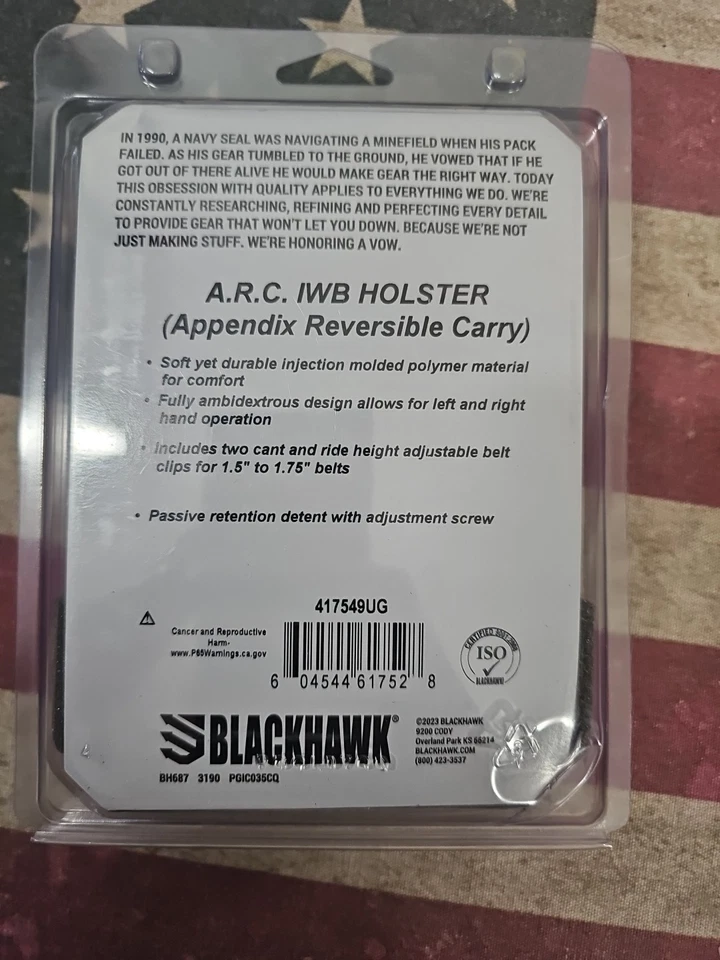 IN 1990, A NAVY SEAL WAS NAVIGATING A MINEFIELD WHEN HIS PACK
FAILED. AS HIS GEAR TUMBLED TO THE GROUND, HE VOWED THAT IF HE
GOT OUT OF THERE ALIVE HE WOULD MAKE GEAR THE RIGHT WAY. TODAY
THIS OBSESSION WITH QUALITY APPLIES TO EVERYTHING WE DO. WE'RE
CONSTANTLY RESEARCHING, REFINING AND PERFECTING EVERY DETAIL
TO PROVIDE GEAR THAT WON'T LET YOU DOWN. BECAUSE WE'RE NOT
JUST MAKING STUFF. WE'RE HONORING A VOW.
A.R.C. IWB HOLSTER
(Appendix Reversible Carry)
• Soft yet durable injection molded polymer material
for comfort
• Fully ambidextrous design allows for left and right
hand operation
• includes two cant and ride height adjustable belt
clips for 1.5" to 1.75" belts
• Passive retention detent with adjustment screw
417549UG
Cancer and Reproductive
Harm-
www.P65Warnings.ca.gov
6 04544 61752 8
ISO
BLACKHAWK!
BLACKHAWK®
©2023 BLACKHAWK
9200 CODY
Overland Park KS 66214
BLACKHAWK.COM
(800) 423-3537
BH687 3190 PGIC035CQ